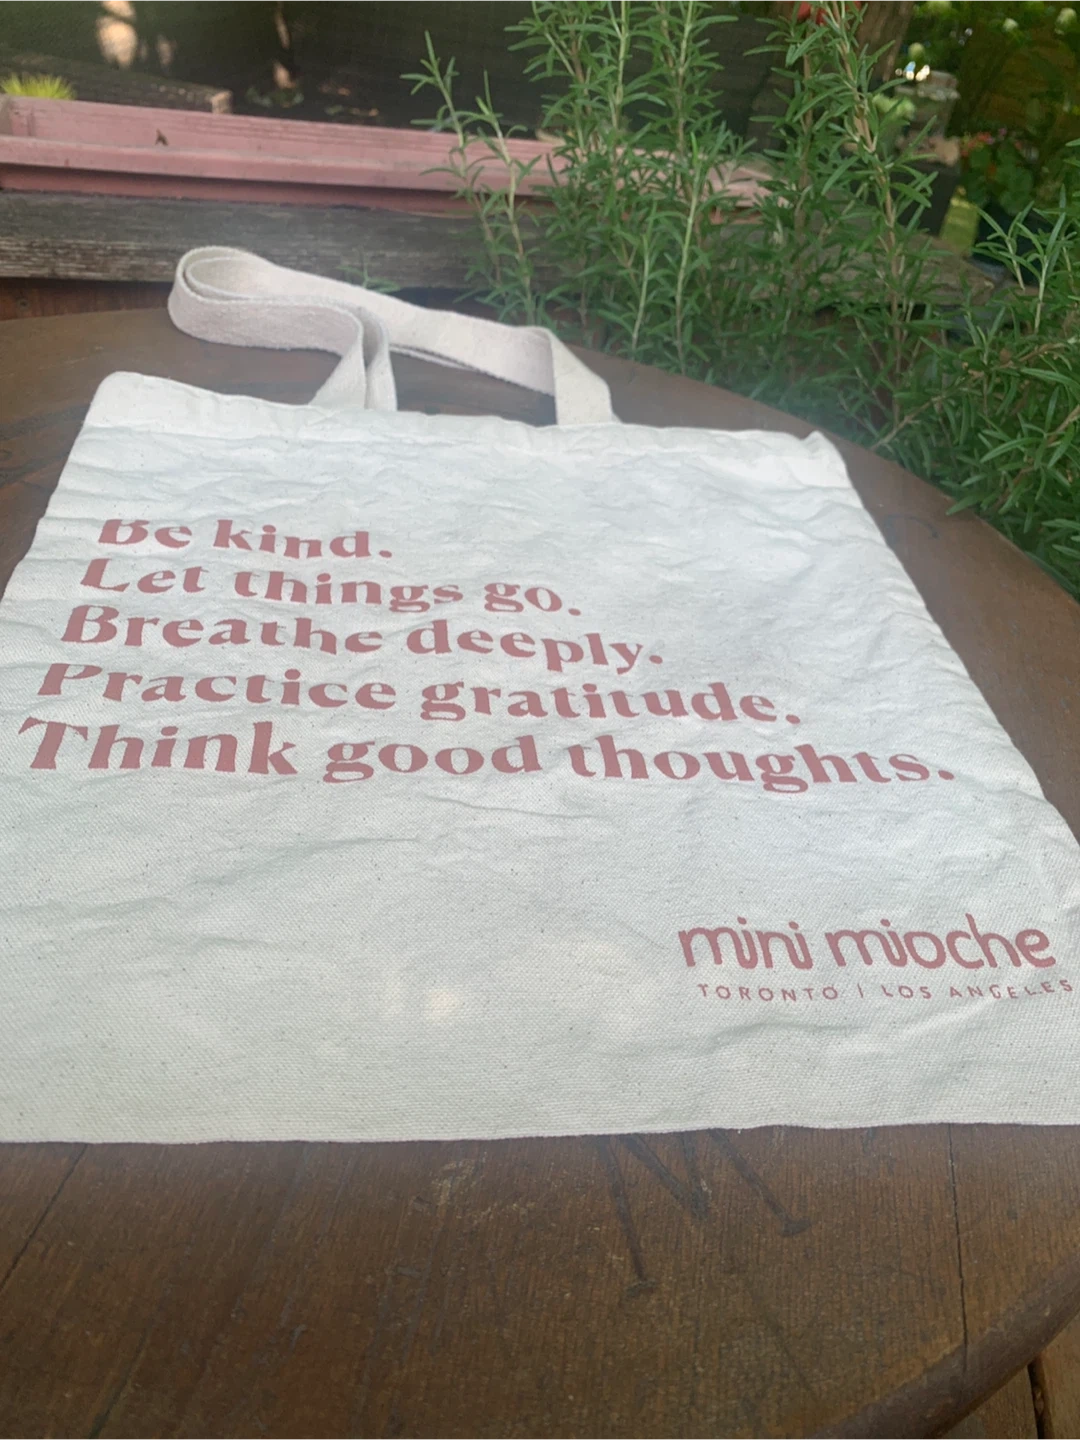 Be kind.
Let things go.
Breathe deeply.
Practice gratitude.
Think good thoughts.
mini mioche
TORONTO | LOS ANGELES